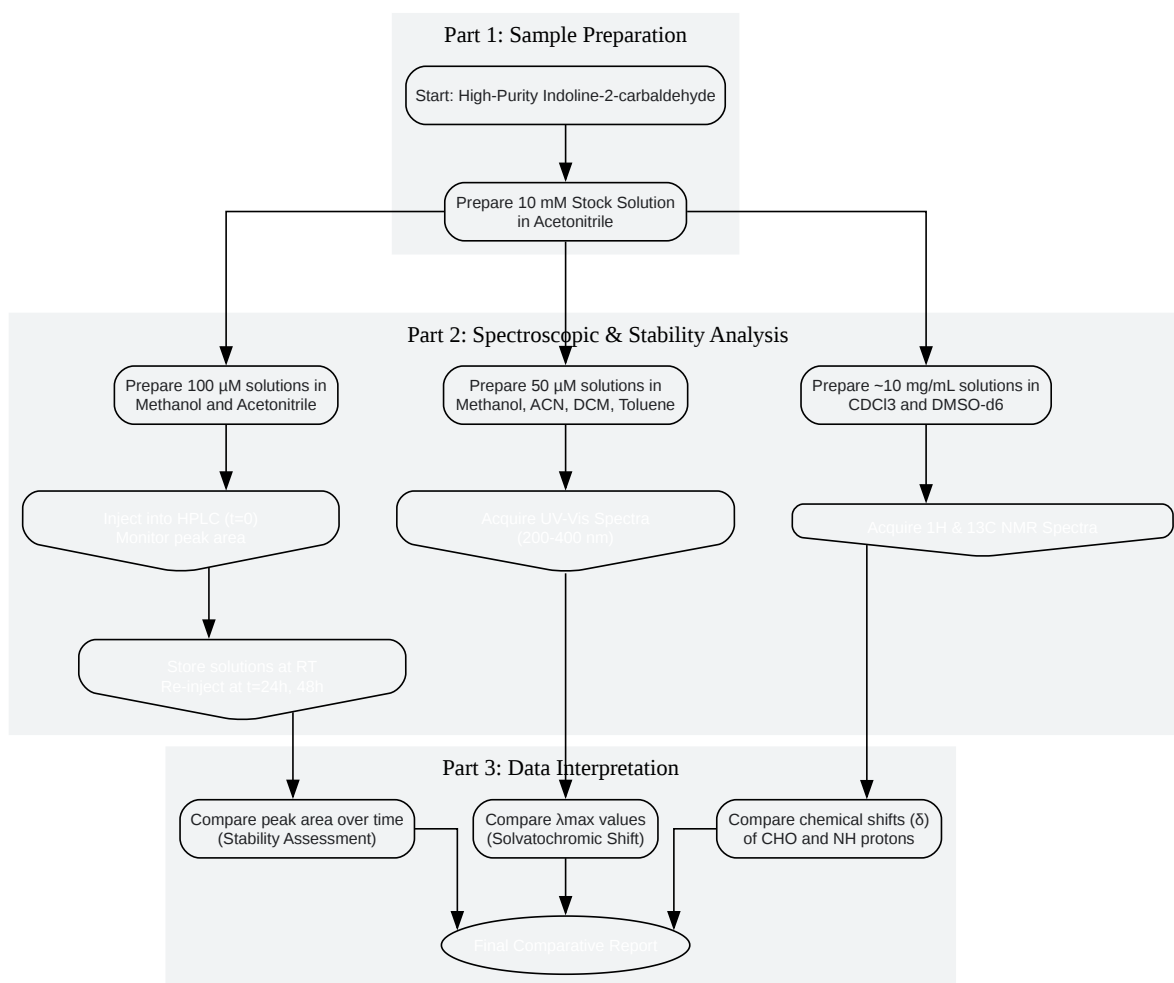 Part 1: Sample Preparation
Start: High-Purity Indoline-2-carbaldehyde
Prepare 10 mM Stock Solution
in Acetonitrile
Part 2: Spectroscopic & Stability Analysis
Prepare 100 µM solutions in
Methanol and Acetonitrile
Prepare 50 µM solutions in
Methanol, ACN, DCM, Toluene
Prepare ~10 mg/mL solutions in
CDCl3 and DMSO-d6
Inject into HPLC (t=0)
Monitor peak area
Acquire UV-Vis Spectra
(200-400 nm)
Acquire 1H & 13C NMR Spectra
Store solutions at RT
Re-inject at t=24h, 48h
Part 3: Data Interpretation
Compare peak area over time
(Stability Assessment)
Compare λmax values
(Solvatochromic Shift)
Compare chemical shifts (δ)
of CHO and NH protons
Final Comparative Report